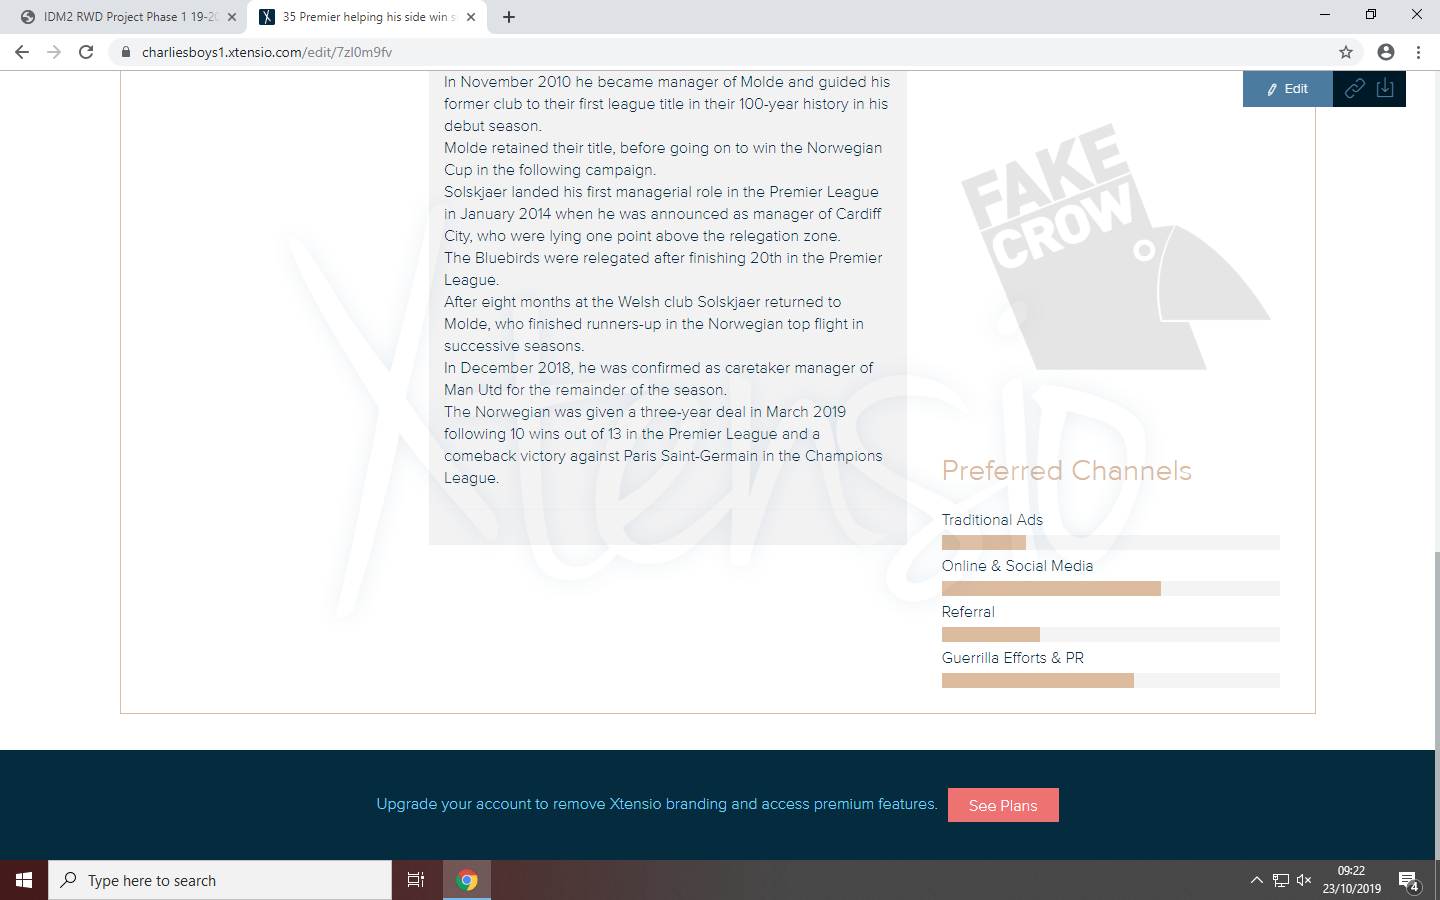 IDM2 RWD Project Phase 1 19-20
35 Premier helping his side win s
charliesboys1.xtensio.com/edit/7zl0m9fv
Edit
In November 2010 he became manager of Molde and guided his
former club to their first league title in their 100-year history in his
debut season.
Molde retained their title, before going on to win the Norwegian
Cup in the following campaign.
Solskjaer landed his first managerial role in the Premier League
in January 2014 when he was announced as manager of Cardiff
City, who were lying one point above the relegation zone.
The Bluebirds were relegated after finishing 20th in the Premier
League.
After eight months at the Welsh club Solskjaer returned to
Molde, who finished runners-up in the Norwegian top flight in
successive seasons.
In December 2018, he was confirmed as caretaker manager of
Man Utd for the remainder of the season.
The Norwegian was given a three-year deal in March 2019
following 10 wins out of 13 in the Premier League and a
comeback victory against Paris Saint-Germain in the Champions
League.
FAKE
CROW
Xtensio
Preferred Channels
Traditional Ads
Online & Social Media
Referral
Guerrilla Efforts & PR
Upgrade your account to remove Xtensio branding and access premium features.
See Plans
Type here to search
09:22
23/10/2019
4